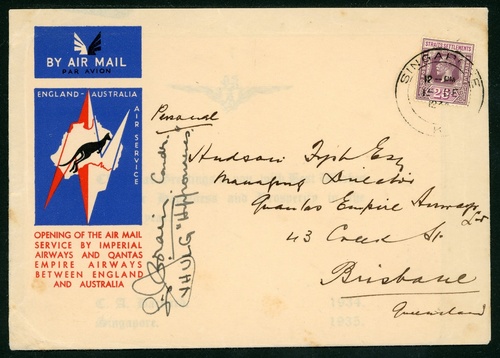 BY AIR MAIL
PAR AVION
ENGLAND - AUSTRALIA
AIR SERVICE
OPENING OF THE AIR MAIL
SERVICE BY IMPERIAL
AIRWAYS AND QANTAS
EMPIRE AIRWAYS
BETWEEN ENGLAND
AND AUSTRALIA
STRAITS SETTLEMENTS
SINGAPORE
Personal
Hudson Fysh Esq
Managing Director
Qantas Empire Airways Ltd
43 Creek St.
Brisbane
Queensland
Singapore. 1935.